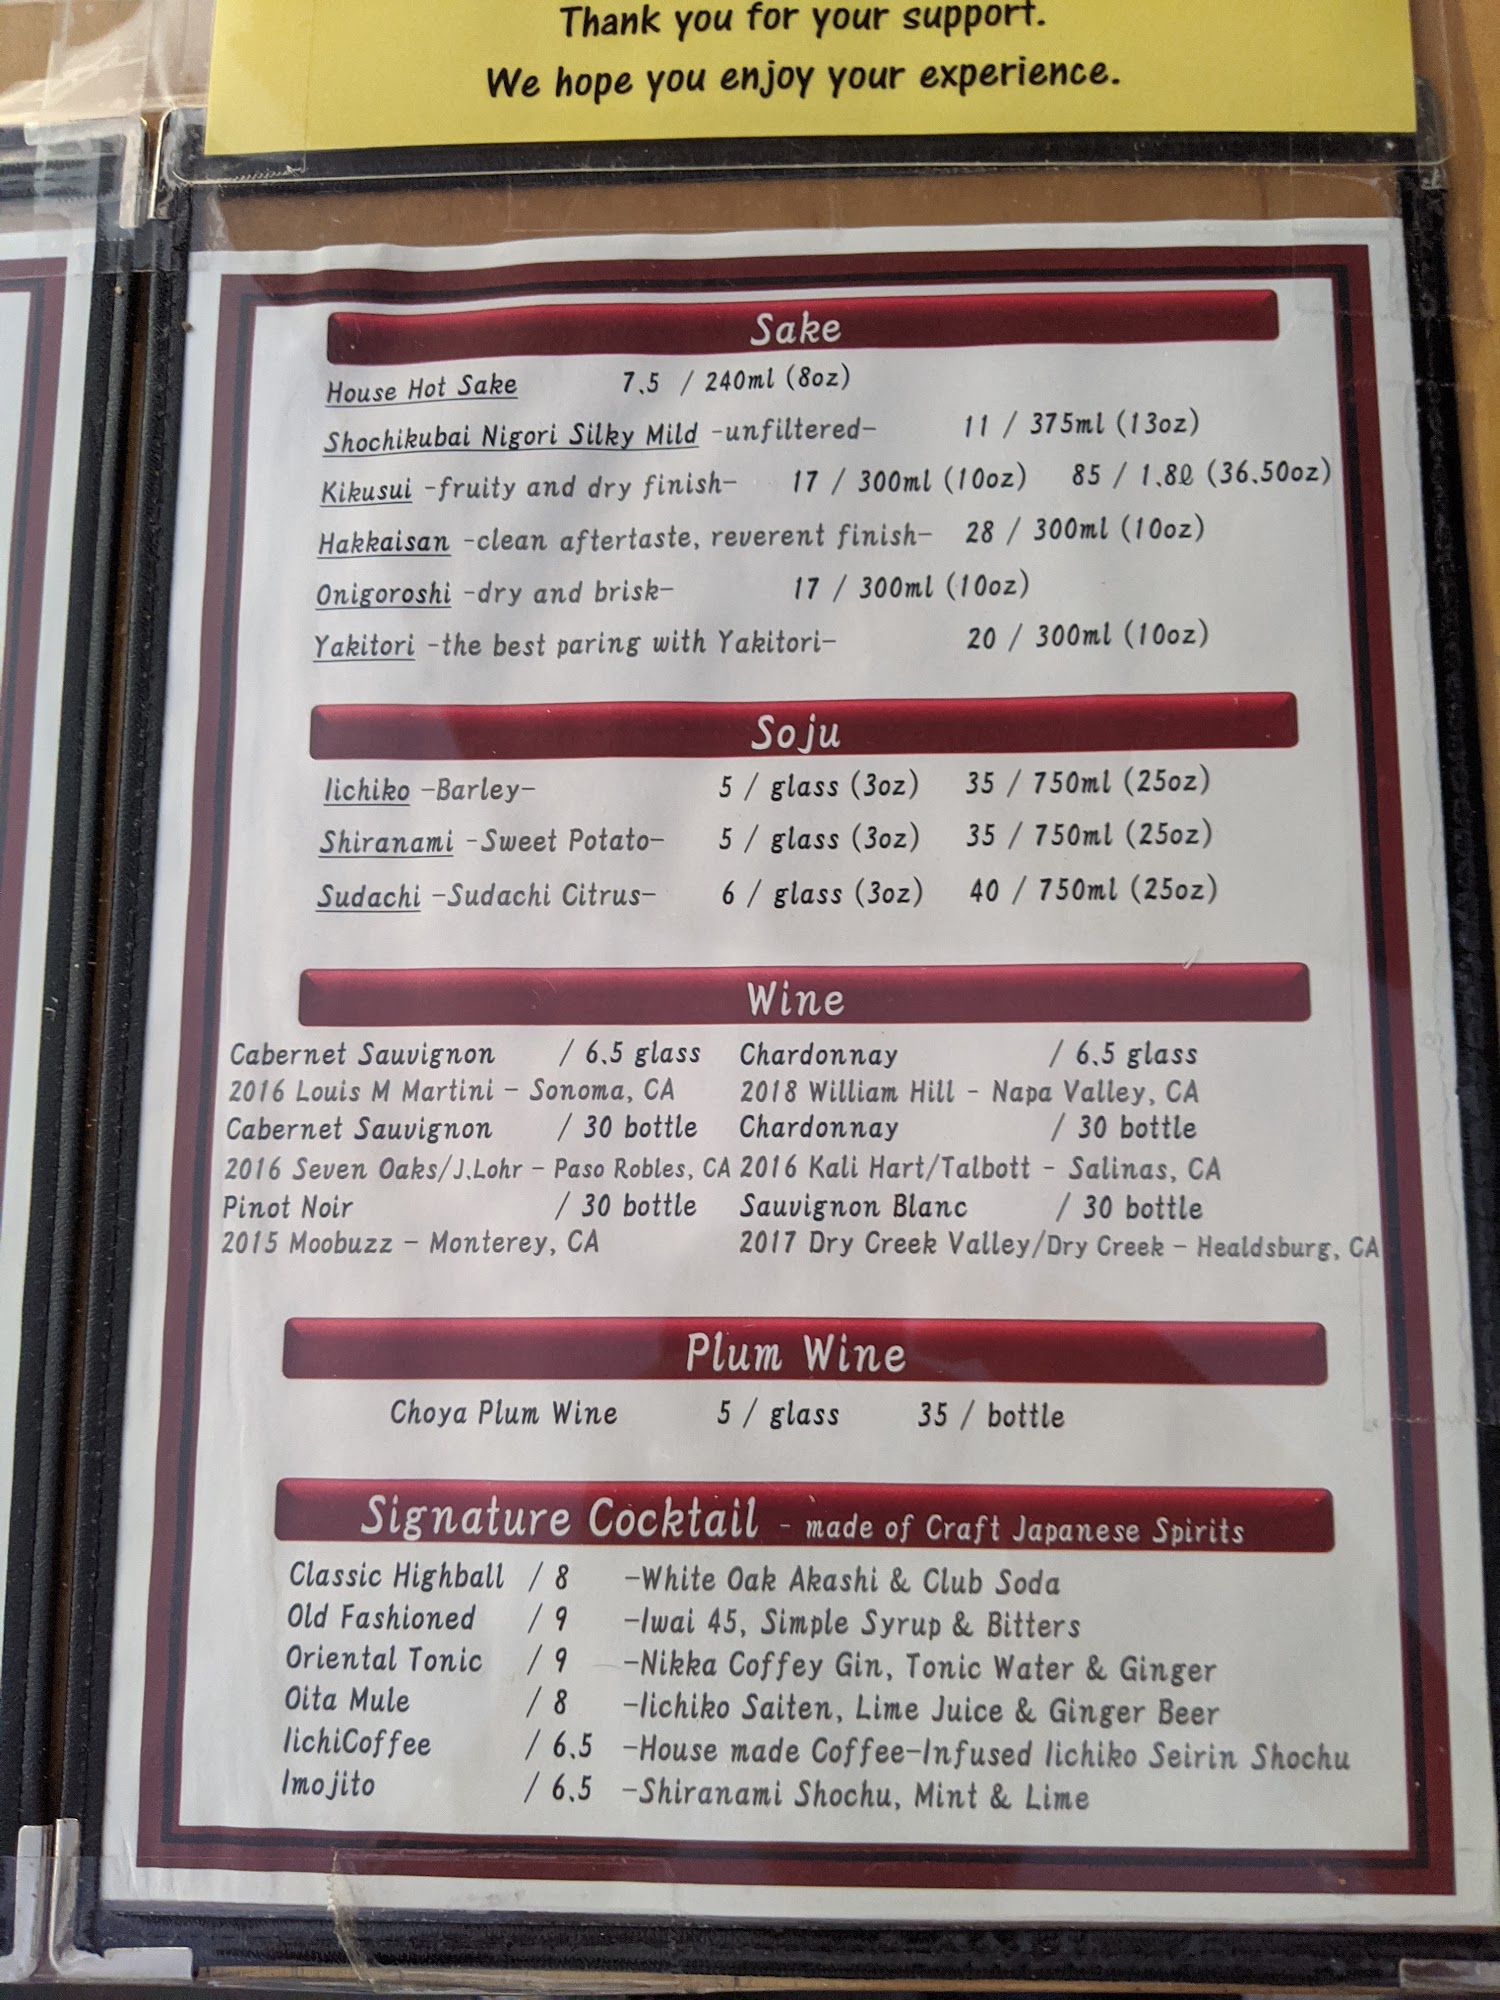 Thank you for your support.
We hope you enjoy your experience.
Sake
House Hot Sake 7.5 / 240ml (8oz)
Shochikubai Nigori Silky Mild -unfiltered- 11 / 375ml (13oz)
Kikusui -fruity and dry finish- 17 / 300ml (10oz) 85 / 1.8ℓ (36.50oz)
Hakkaisan -clean aftertaste, reverent finish- 28 / 300ml (10oz)
Onigoroshi -dry and brisk- 17 / 300ml (10oz)
Yakitori -the best paring with Yakitori- 20 / 300ml (10oz)
Soju
Iichiko -Barley- 5 / glass (3oz) 35 / 750ml (25oz)
Shiranami -Sweet Potato- 5 / glass (3oz) 35 / 750ml (25oz)
Sudachi -Sudachi Citrus- 6 / glass (3oz) 40 / 750ml (25oz)
Wine
Cabernet Sauvignon / 6.5 glass Chardonnay / 6.5 glass
2016 Louis M Martini - Sonoma, CA 2018 William Hill - Napa Valley, CA
Cabernet Sauvignon / 30 bottle Chardonnay / 30 bottle
2016 Seven Oaks/J.Lohr - Paso Robles, CA 2016 Kali Hart/Talbott - Salinas, CA
Pinot Noir / 30 bottle Sauvignon Blanc / 30 bottle
2015 Moobuzz - Monterey, CA 2017 Dry Creek Valley/Dry Creek - Healdsburg, CA
Plum Wine
Choya Plum Wine 5 / glass 35 / bottle
Signature Cocktail - made of Craft Japanese Spirits
Classic Highball / 8 -White Oak Akashi & Club Soda
Old Fashioned / 9 -Iwai 45, Simple Syrup & Bitters
Oriental Tonic / 9 -Nikka Coffey Gin, Tonic Water & Ginger
Oita Mule / 8 -Iichiko Saiten, Lime Juice & Ginger Beer
IichiCoffee / 6.5 -House made Coffee-Infused Iichiko Seirin Shochu
Imojito / 6.5 -Shiranami Shochu, Mint & Lime